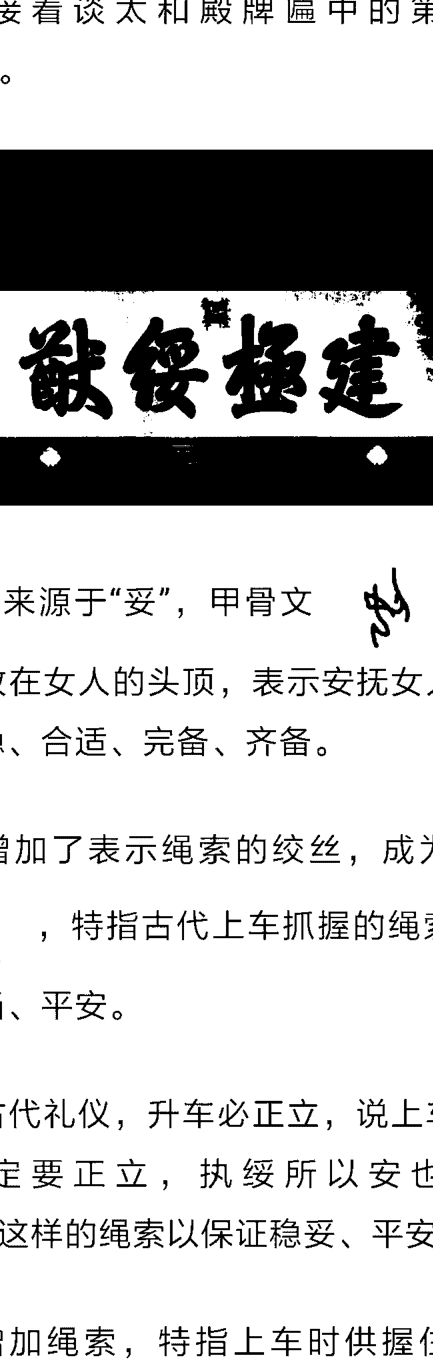 接着谈太和殿牌匾中的第
。
建極綏猷
来源于“妥”，甲骨文
在女人的头顶，表示安抚女
、合适、完备、齐备。
增加了表示绳索的绞丝，成为
，特指古代上车抓握的绳索
、平安。
古代礼仪，升车必正立，说上车
定要正立，执绥所以安也
这样的绳索以保证稳妥、平安
增加绳索，特指上车时供握住